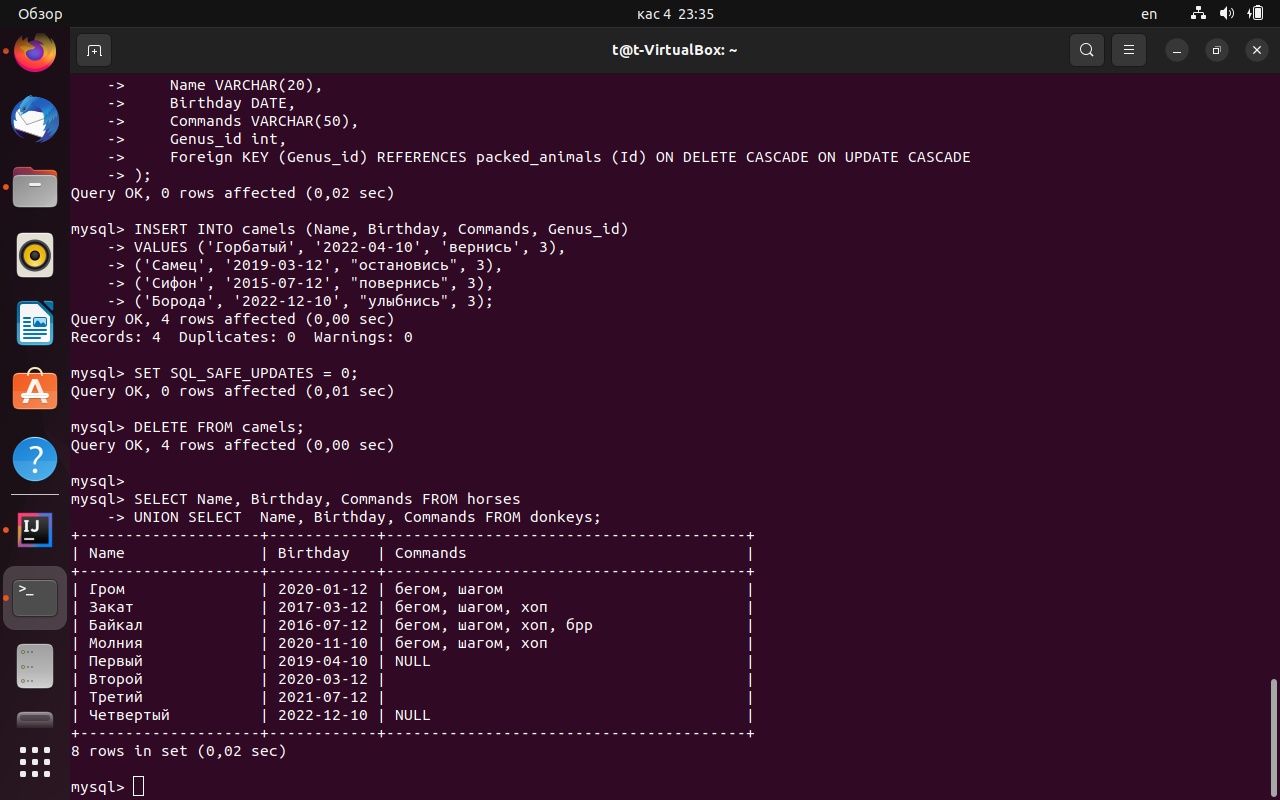 Обзор
кас 4 23:35
en
t@t-VirtualBox: ~
->     Name VARCHAR(20),
->     Birthday DATE,
->     Commands VARCHAR(50),
->     Genus_id int,
->     Foreign KEY (Genus_id) REFERENCES packed_animals (Id) ON DELETE CASCADE ON UPDATE CASCADE
-> );
Query OK, 0 rows affected (0,02 sec)
mysql> INSERT INTO camels (Name, Birthday, Commands, Genus_id)
-> VALUES ('Горбатый', '2022-04-10', 'вернись', 3),
-> ('Самец', '2019-03-12', "остановись", 3),
-> ('Сифон', '2015-07-12', "повернись", 3),
-> ('Борода', '2022-12-10', "улыбнись", 3);
Query OK, 4 rows affected (0,00 sec)
Records: 4  Duplicates: 0  Warnings: 0
mysql> SET SQL_SAFE_UPDATES = 0;
Query OK, 0 rows affected (0,01 sec)
mysql> DELETE FROM camels;
Query OK, 4 rows affected (0,00 sec)
mysql>
mysql> SELECT Name, Birthday, Commands FROM horses
-> UNION SELECT  Name, Birthday, Commands FROM donkeys;
+--------------------+------------+----------------------------------------+
| Name               | Birthday   | Commands                               |
+--------------------+------------+----------------------------------------+
| Гром               | 2020-01-12 | бегом, шагом                           |
| Закат              | 2017-03-12 | бегом, шагом, хоп                      |
| Байкал             | 2016-07-12 | бегом, шагом, хоп, брр                 |
| Молния             | 2020-11-10 | бегом, шагом, хоп                      |
| Первый             | 2019-04-10 | NULL                                   |
| Второй             | 2020-03-12 |                                        |
| Третий             | 2021-07-12 |                                        |
| Четвертый          | 2022-12-10 | NULL                                   |
+--------------------+------------+----------------------------------------+
8 rows in set (0,02 sec)
mysql>
IJ
>_